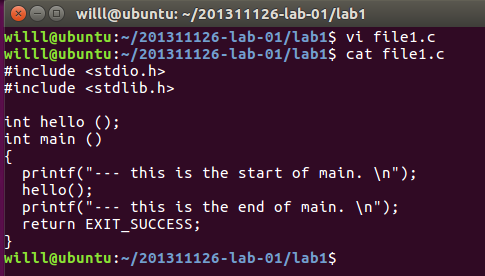 willl@ubuntu: ~/201311126-lab-01/lab1
willl@ubuntu:~/201311126-lab-01/lab1$ vi file1.c
willl@ubuntu:~/201311126-lab-01/lab1$ cat file1.c
#include <stdio.h>
#include <stdlib.h>

int hello ();
int main ()
{
  printf("--- this is the start of main. \n");
  hello();
  printf("--- this is the end of main. \n");
  return EXIT_SUCCESS;
}
willl@ubuntu:~/201311126-lab-01/lab1$